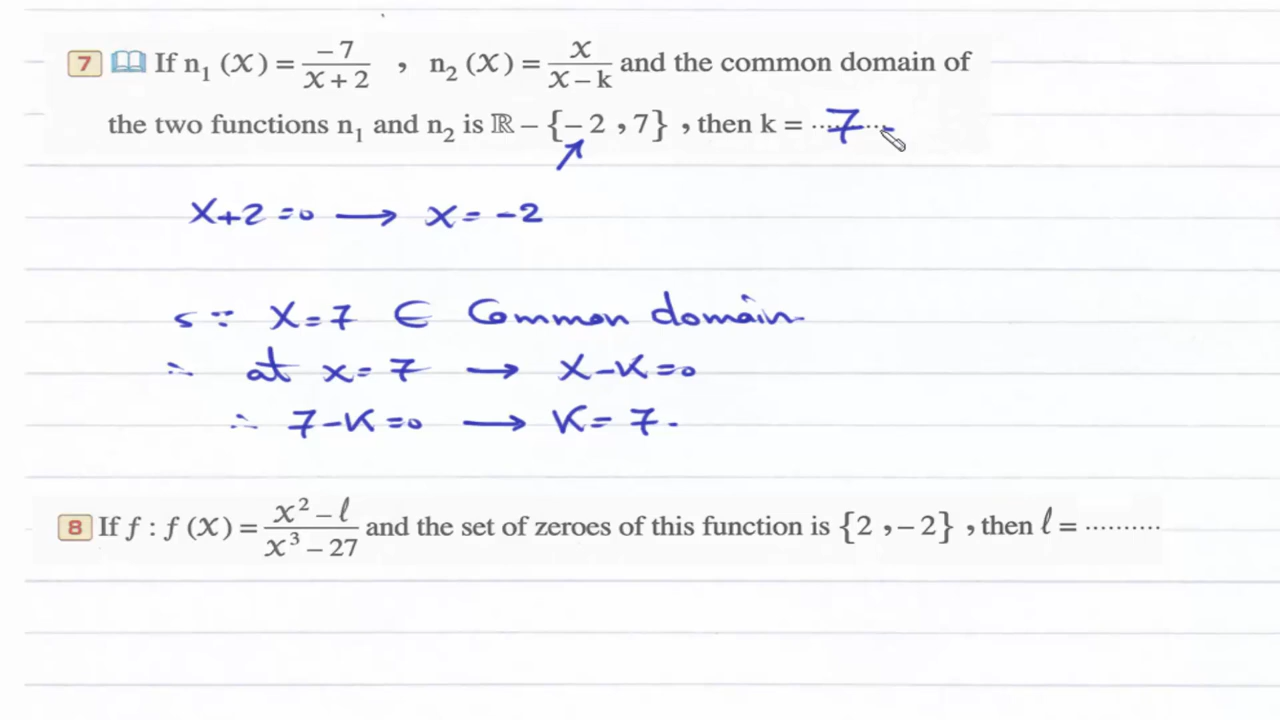 7 If n₁ (X) = −7 / X + 2 , n₂ (X) = X / X − k and the common domain of
the two functions n₁ and n₂ is ℝ − {− 2 , 7} , then k = ...7...
X+2=0 → X= -2
s ∵ X=7 ∈ Common domain
∴ at x=7 → X-K=0
∴ 7-K=0 → K= 7.
8 If f : f (X) = X² − ℓ / X³ − 27 and the set of zeroes of this function is {2 , − 2} , then ℓ = ..........